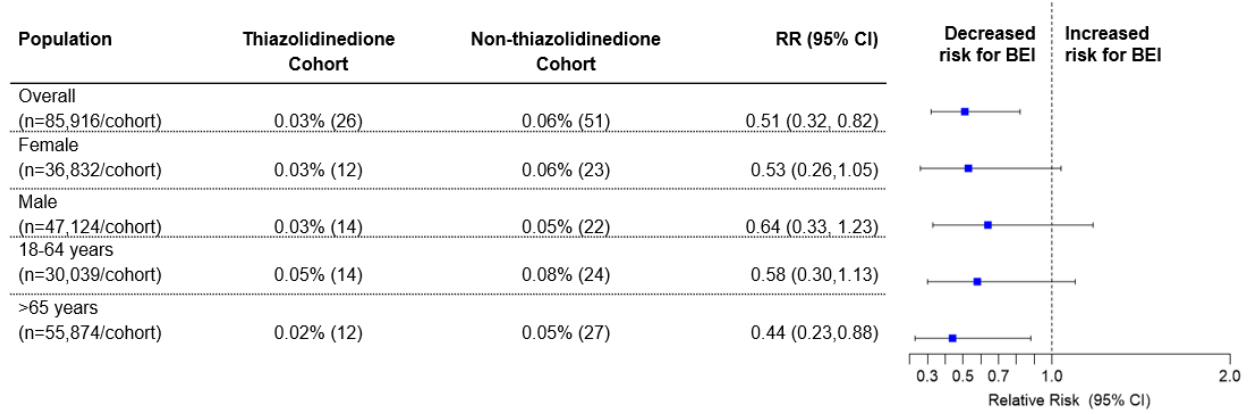 Population Thiazolidinedione Cohort Non-thiazolidinedione Cohort RR (95% CI) Decreased risk for BEI Increased risk for BEI
Overall
(n=85,916/cohort) 0.03% (26) 0.06% (51) 0.51 (0.32, 0.82)
Female
(n=36,832/cohort) 0.03% (12) 0.06% (23) 0.53 (0.26,1.05)
Male
(n=47,124/cohort) 0.03% (14) 0.05% (22) 0.64 (0.33, 1.23)
18-64 years
(n=30,039/cohort) 0.05% (14) 0.08% (24) 0.58 (0.30,1.13)
>65 years
(n=55,874/cohort) 0.02% (12) 0.05% (27) 0.44 (0.23,0.88)
0.3 0.5 0.7 1.0 2.0
Relative Risk (95% CI)